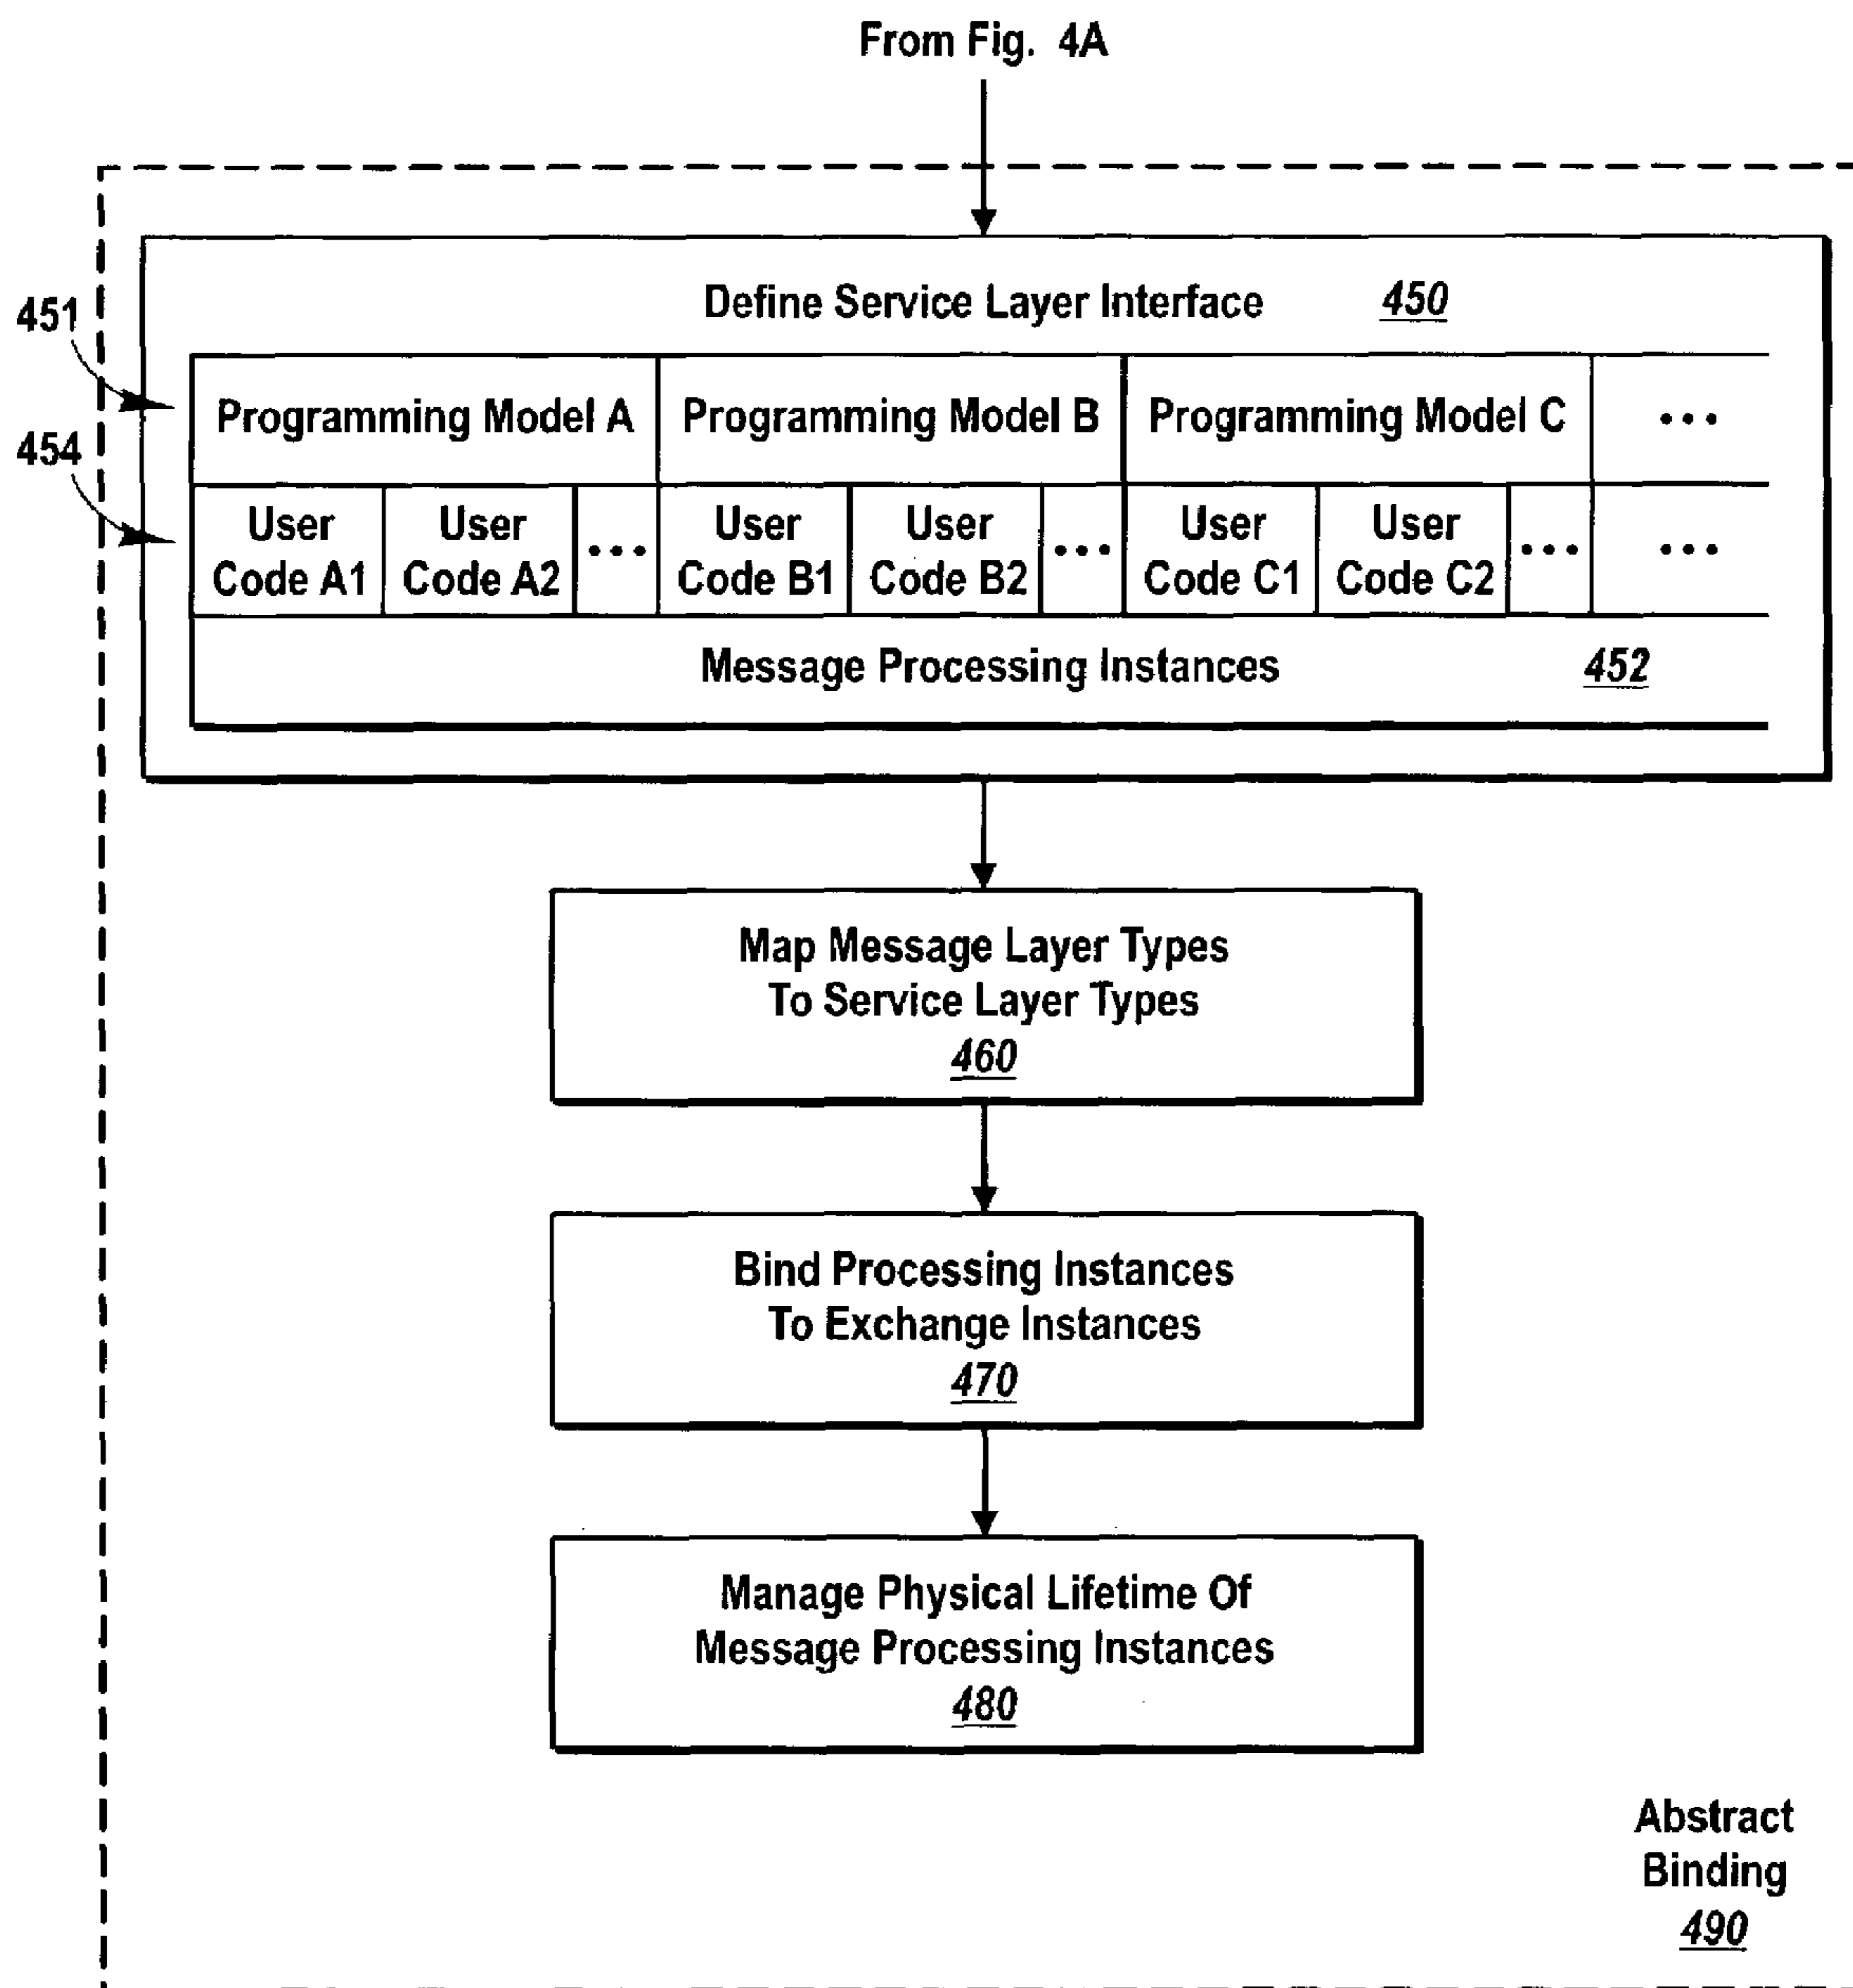 From Fig. 4A
Define Service Layer Interface 450
451
Programming Model A Programming Model B Programming Model C ...
454
User Code A1 User Code A2 ... User Code B1 User Code B2 ... User Code C1 User Code C2 ... ...
Message Processing Instances 452
Map Message Layer Types
To Service Layer Types
460
Bind Processing Instances
To Exchange Instances
470
Manage Physical Lifetime Of
Message Processing Instances
480
Abstract
Binding
490